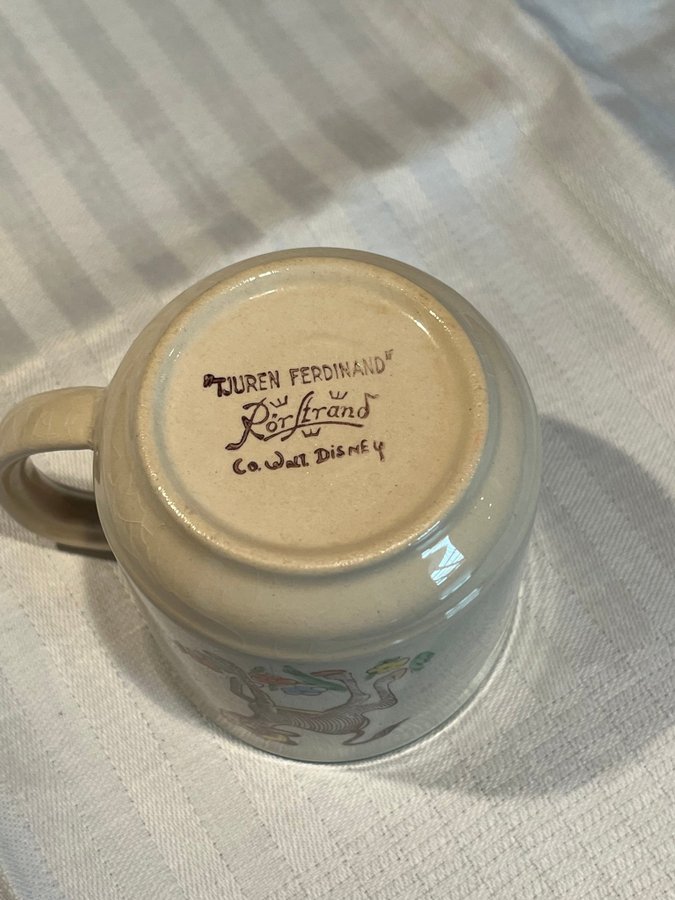 "TJUREN FERDINAND"
RörStrand
Co. Walt Disney